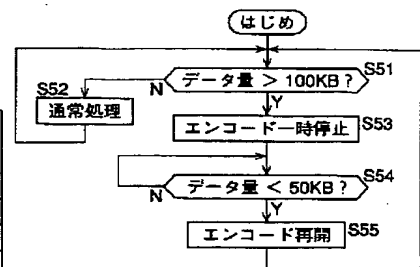 はじめ
データ量 > 100KB?
S51
N
Y
S52
通常処理
エンコード一時停止
S53
データ量 < 50KB?
S54
N
Y
エンコード再開
S55